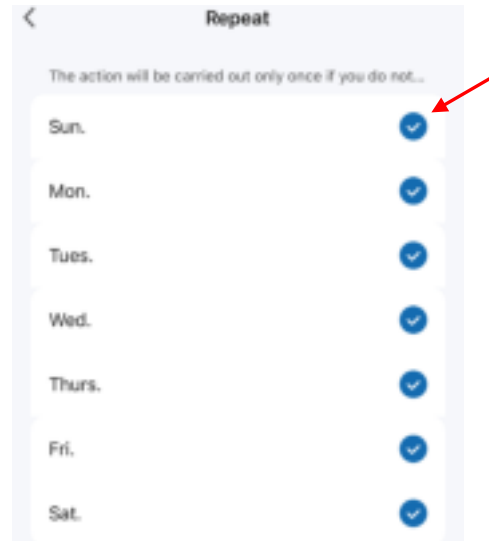 Repeat
The action will be carried out only once if you do not...
Sun.
Mon.
Tues.
Wed.
Thurs.
Fri.
Sat.